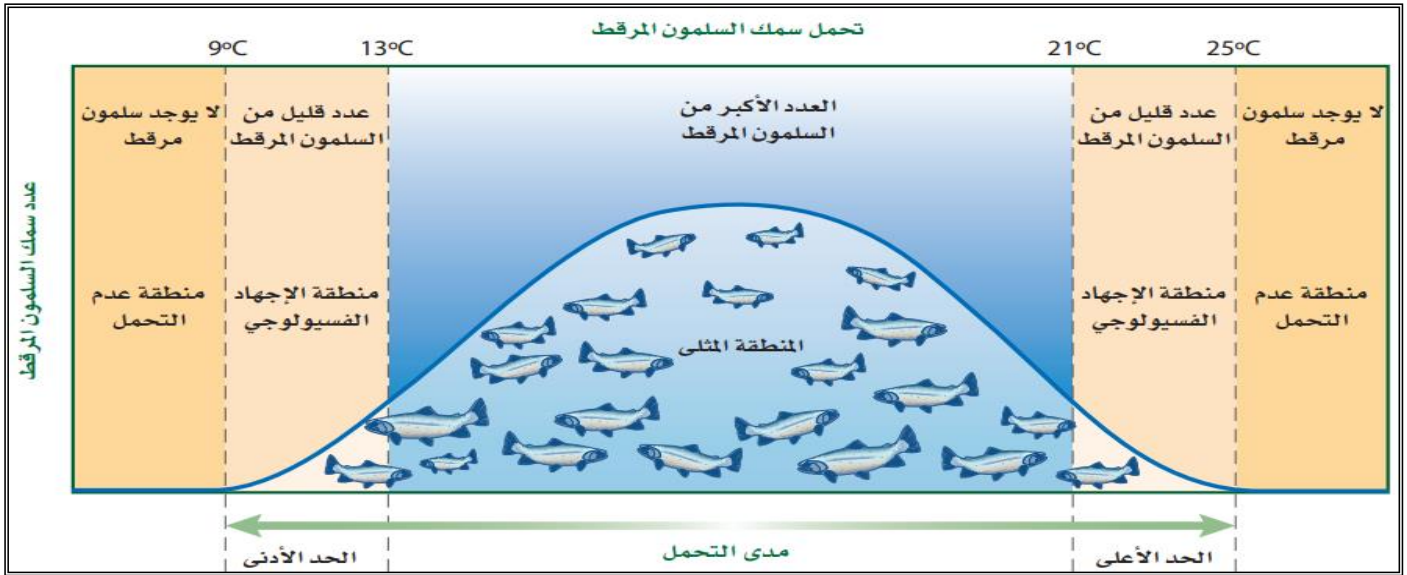 تحمل سمك السلمون المرقط
9ºC
13ºC
21ºC
25ºC
لا يوجد سلمون
مرقط
عدد قليل من
السلمون المرقط
العدد الأكبر من
السلمون المرقط
عدد قليل من
السلمون المرقط
لا يوجد سلمون
مرقط
عدد سمك السلمون المرقط
منطقة عدم
التحمل
منطقة الإجهاد
الفسيولوجي
المنطقة المثلى
منطقة الإجهاد
الفسيولوجي
منطقة عدم
التحمل
الحد الأدنى
مدى التحمل
الحد الأعلى